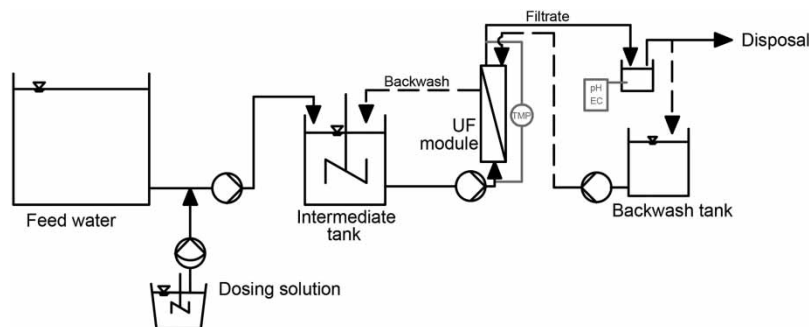 Filtrate
Disposal
Backwash
pH
EC
TMP
UF
module
Feed water
Intermediate
tank
Backwash tank
Dosing solution